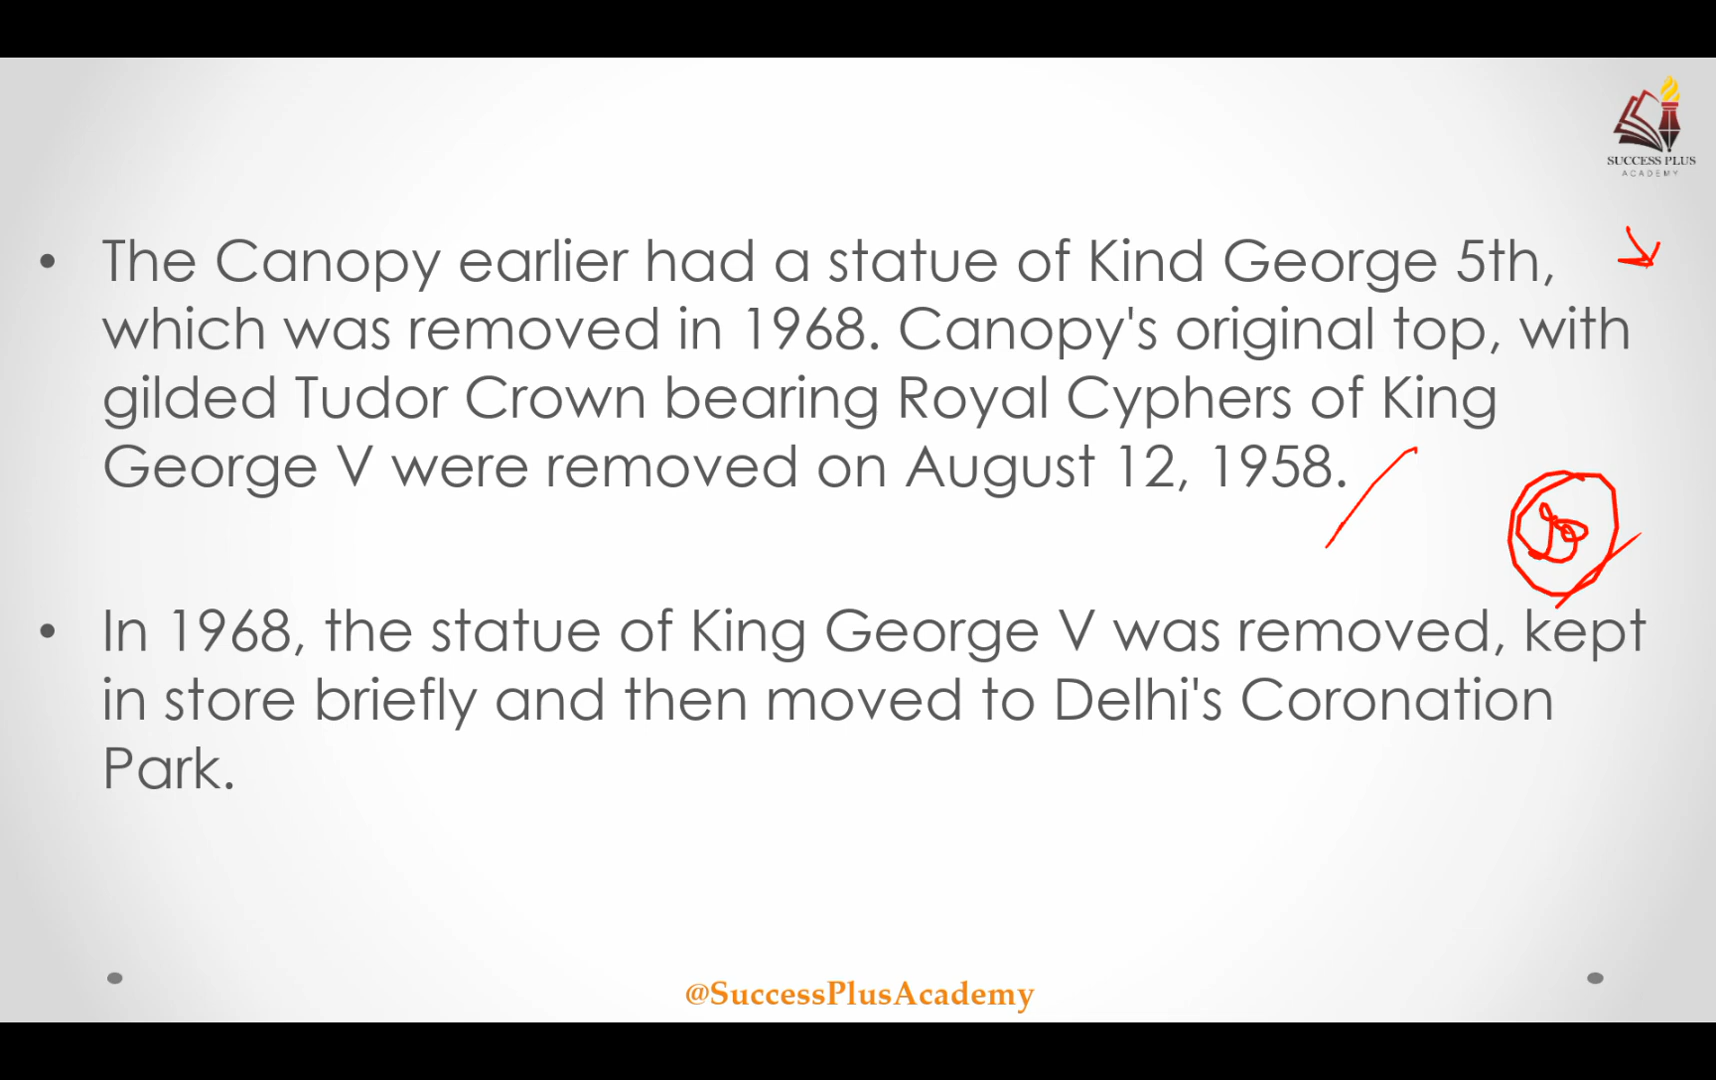 SUCCESS PLUS
ACADEMY
• The Canopy earlier had a statue of Kind George 5th,
which was removed in 1968. Canopy's original top, with
gilded Tudor Crown bearing Royal Cyphers of King
George V were removed on August 12, 1958.
• In 1968, the statue of King George V was removed, kept
in store briefly and then moved to Delhi's Coronation
Park.
@SuccessPlusAcademy